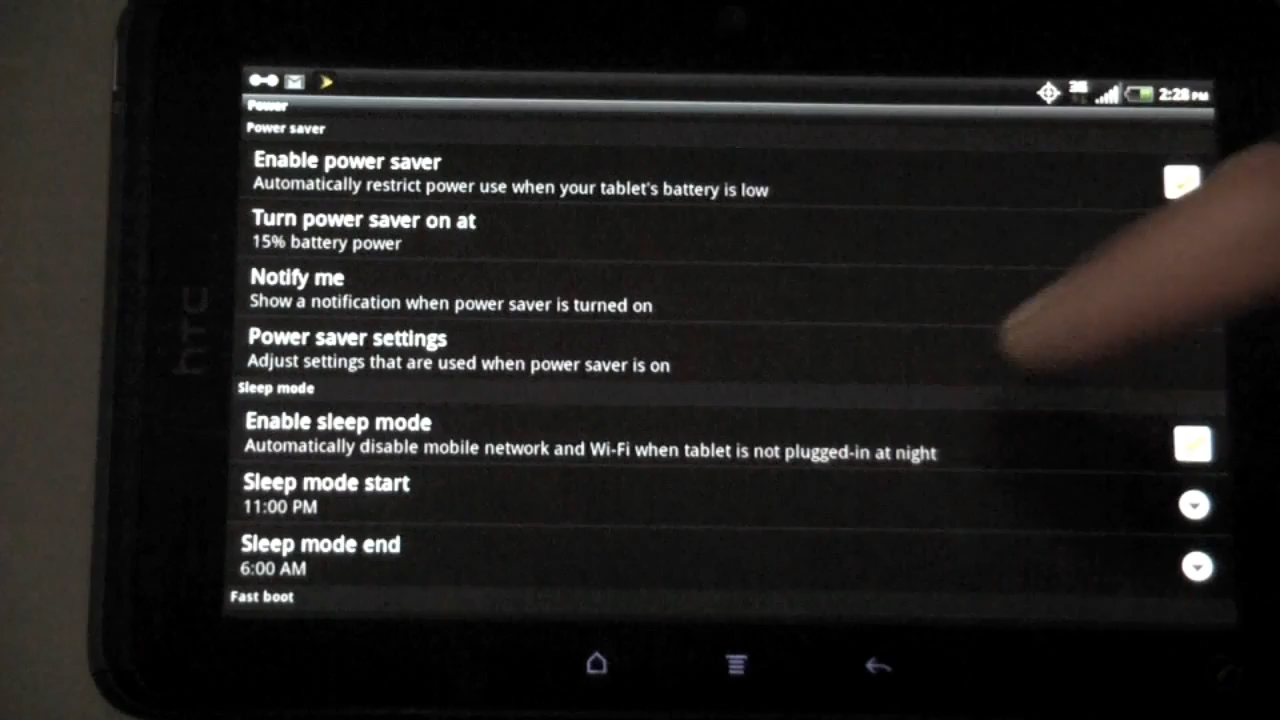 3G
2:28 PM
Power
Power saver
Enable power saver
Automatically restrict power use when your tablet's battery is low
Turn power saver on at
15% battery power
Notify me
Show a notification when power saver is turned on
Power saver settings
Adjust settings that are used when power saver is on
Sleep mode
Enable sleep mode
Automatically disable mobile network and Wi-Fi when tablet is not plugged-in at night
Sleep mode start
11:00 PM
Sleep mode end
6:00 AM
Fast boot
hTC